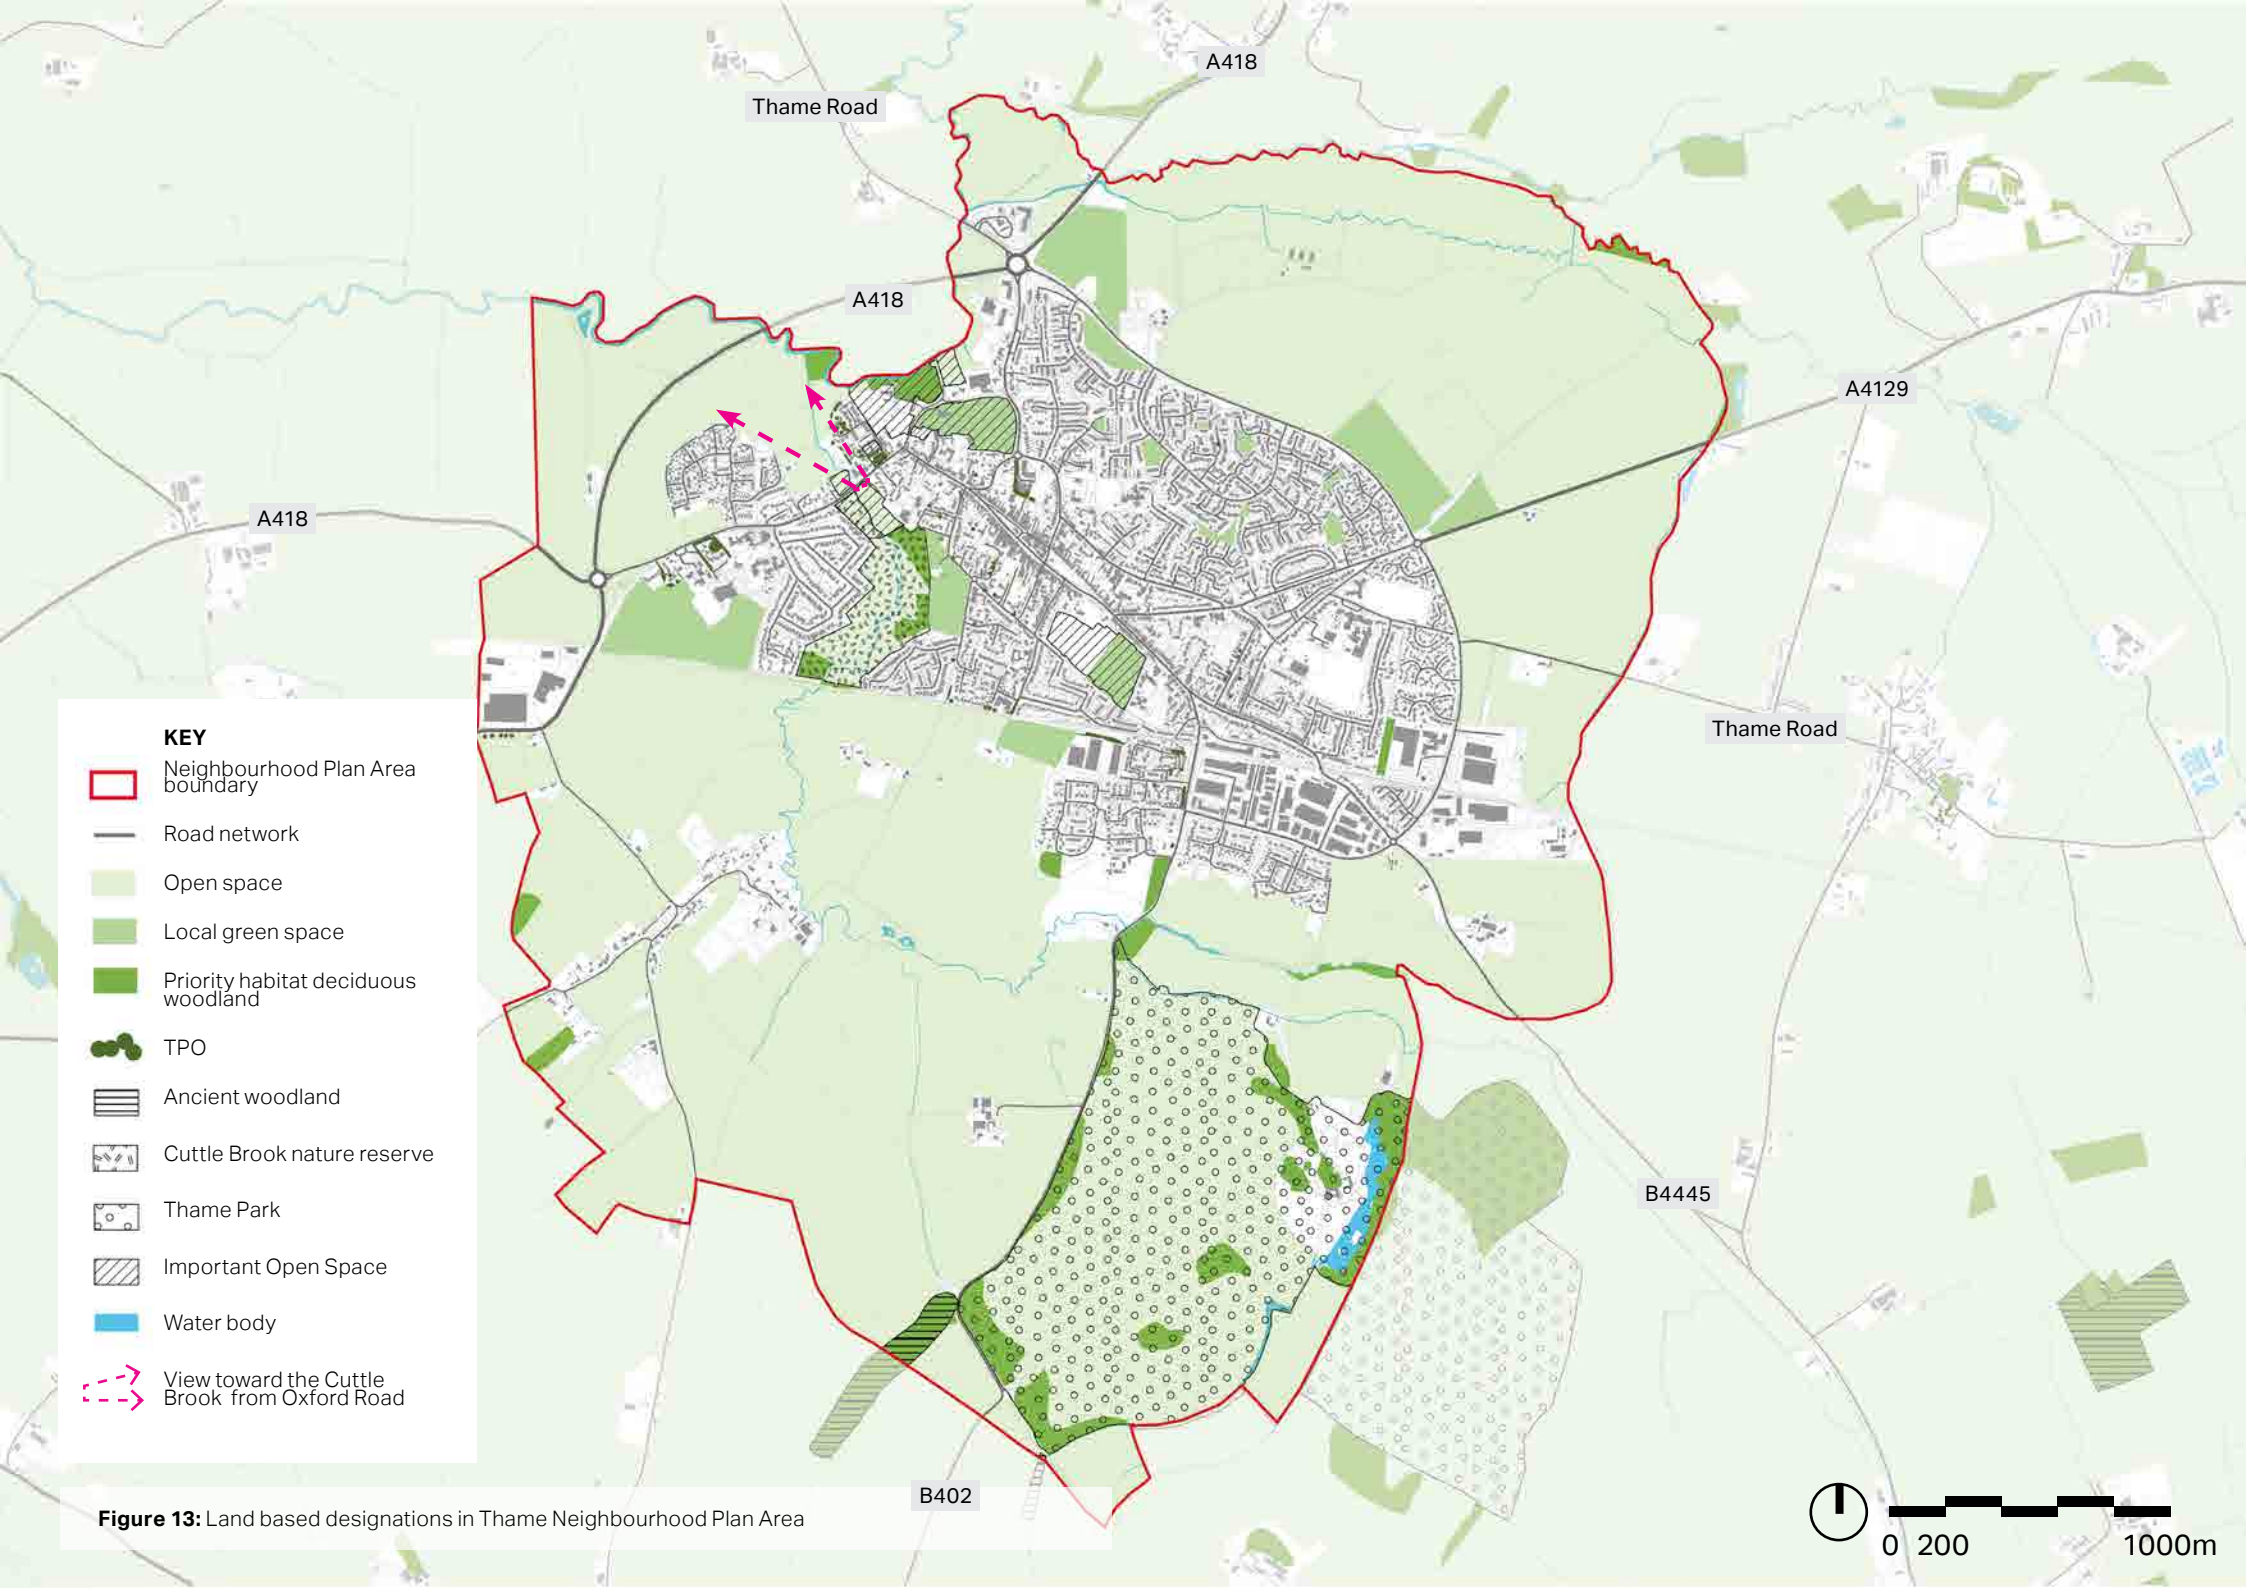 A418
Thame Road
A418
A4129
A418
Thame Road
KEY
Neighbourhood Plan Area
boundary
Road network
Open space
Local green space
Priority habitat deciduous
woodland
TPO
Ancient woodland
Cuttle Brook nature reserve
Thame Park
Important Open Space
Water body
View toward the Cuttle
Brook from Oxford Road
B4445
B402
Figure 13: Land based designations in Thame Neighbourhood Plan Area
0 200 1000m